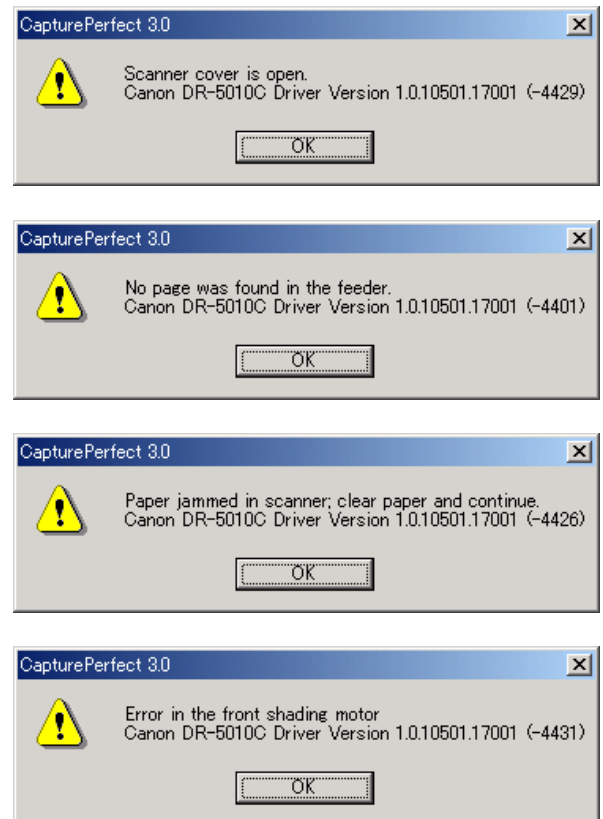 CapturePerfect 3.0
Scanner cover is open.
Canon DR-5010C Driver Version 1.0.10501.17001 (-4429)
OK
CapturePerfect 3.0
No page was found in the feeder.
Canon DR-5010C Driver Version 1.0.10501.17001 (-4401)
OK
CapturePerfect 3.0
Paper jammed in scanner; clear paper and continue.
Canon DR-5010C Driver Version 1.0.10501.17001 (-4426)
OK
CapturePerfect 3.0
Error in the front shading motor
Canon DR-5010C Driver Version 1.0.10501.17001 (-4431)
OK